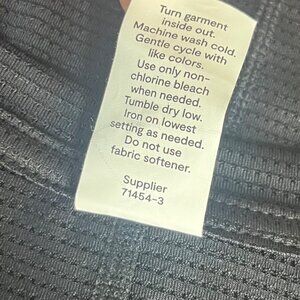 Turn garment
inside out.
Machine wash cold.
Gentle cycle with
like colors.
Use only non-
chlorine bleach
when needed.
Tumble dry low.
Iron on lowest
setting as needed.
Do not use
fabric softener.
Supplier
71454-3